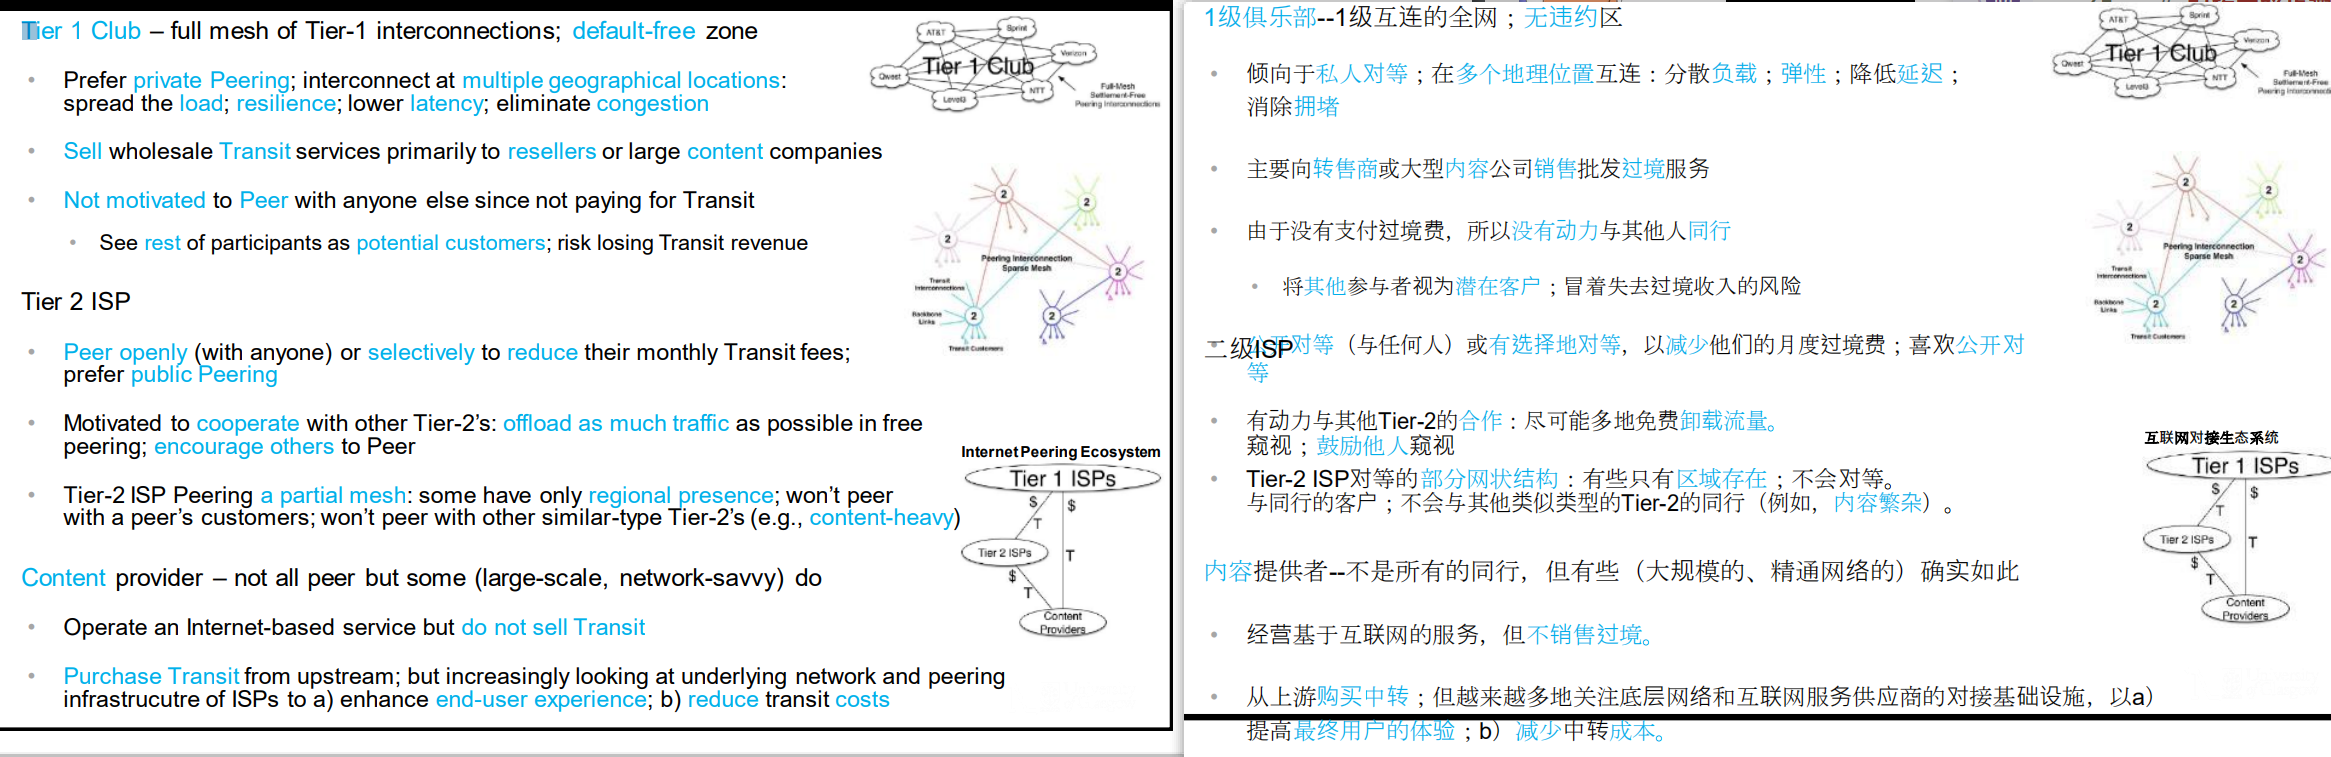 Tier 1 Club – full mesh of Tier-1 interconnections; default-free zone
• Prefer private Peering; interconnect at multiple geographical locations:
spread the load; resilience; lower latency; eliminate congestion
• Sell wholesale Transit services primarily to resellers or large content companies
• Not motivated to Peer with anyone else since not paying for Transit
• See rest of participants as potential customers; risk losing Transit revenue
Tier 2 ISP
• Peer openly (with anyone) or selectively to reduce their monthly Transit fees;
prefer public Peering
• Motivated to cooperate with other Tier-2’s: offload as much traffic as possible in free
peering; encourage others to Peer
• Tier-2 ISP Peering a partial mesh: some have only regional presence; won’t peer
with a peer’s customers; won’t peer with other similar-type Tier-2’s (e.g., content-heavy)
Content provider – not all peer but some (large-scale, network-savvy) do
• Operate an Internet-based service but do not sell Transit
• Purchase Transit from upstream; but increasingly looking at underlying network and peering
infrastrucutre of ISPs to a) enhance end-user experience; b) reduce transit costs
AT&T
Sprint
Verizon
Qwest
Tier 1 Club
Level3
NTT
Full-Mesh
Settlement-Free
Peering Interconnections
2
2
2
Peering Interconnection
Sparse Mesh
2
Transit
Interconnections
Backbone
Links
2
2
Transit Customers
Internet Peering Ecosystem
Tier 1 ISPs
$
$
T
Tier 2 ISPs
T
$
T
Content
Providers
1级俱乐部--1级互连的全网；无违约区
• 倾向于私人对等；在多个地理位置互连：分散负载；弹性；降低延迟；
消除拥堵
• 主要向转售商或大型内容公司销售批发过境服务
• 由于没有支付过境费，所以没有动力与其他人同行
• 将其他参与者视为潜在客户；冒着失去过境收入的风险
二级ISP
• 公开对等（与任何人）或有选择地对等，以减少他们的月度过境费；喜欢公开对
等
• 有动力与其他Tier-2的合作：尽可能多地免费卸载流量。
窥视；鼓励他人窥视
• Tier-2 ISP对等的部分网状结构：有些只有区域存在；不会对等。
与同行的客户；不会与其他类似类型的Tier-2的同行（例如，内容繁杂）。
内容提供者--不是所有的同行，但有些（大规模的、精通网络的）确实如此
• 经营基于互联网的服务，但不销售过境。
• 从上游购买中转；但越来越多地关注底层网络和互联网服务供应商的对接基础设施，以a）
提高最终用户的体验；b）减少中转成本。
AT&T
Sprint
Verizon
Qwest
Tier 1 Club
Level3
NTT
Full-Mesh
Settlement-Free
Peering Interconnecti
2
2
2
Peering Interconnection
Sparse Mesh
2
Transit
Interconnections
Backbone
Links
2
2
Transit Customers
互联网对接生态系统
Tier 1 ISPs
$
$
T
Tier 2 ISPs
T
$
T
Content
Providers